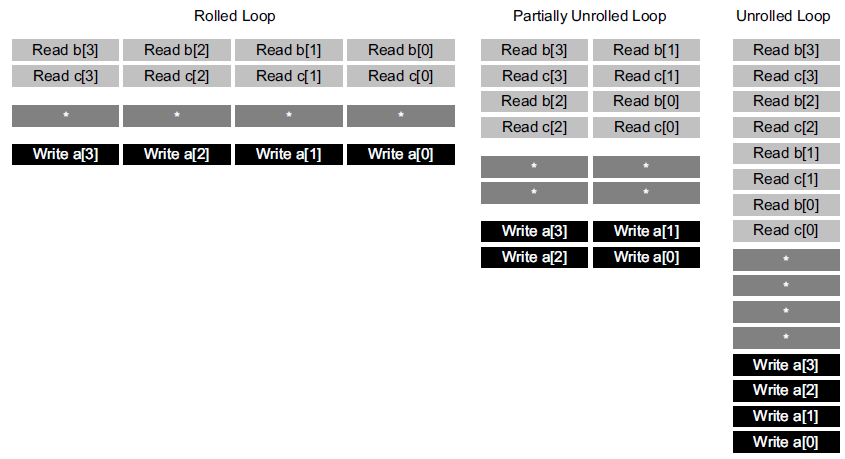 Rolled Loop
Read b[3] Read b[2] Read b[1] Read b[0]
Read c[3] Read c[2] Read c[1] Read c[0]
* * * *
Write a[3] Write a[2] Write a[1] Write a[0]
Partially Unrolled Loop
Read b[3] Read b[1]
Read c[3] Read c[1]
Read b[2] Read b[0]
Read c[2] Read c[0]
* *
* *
Write a[3] Write a[1]
Write a[2] Write a[0]
Unrolled Loop
Read b[3]
Read c[3]
Read b[2]
Read c[2]
Read b[1]
Read c[1]
Read b[0]
Read c[0]
*
*
*
*
Write a[3]
Write a[2]
Write a[1]
Write a[0]